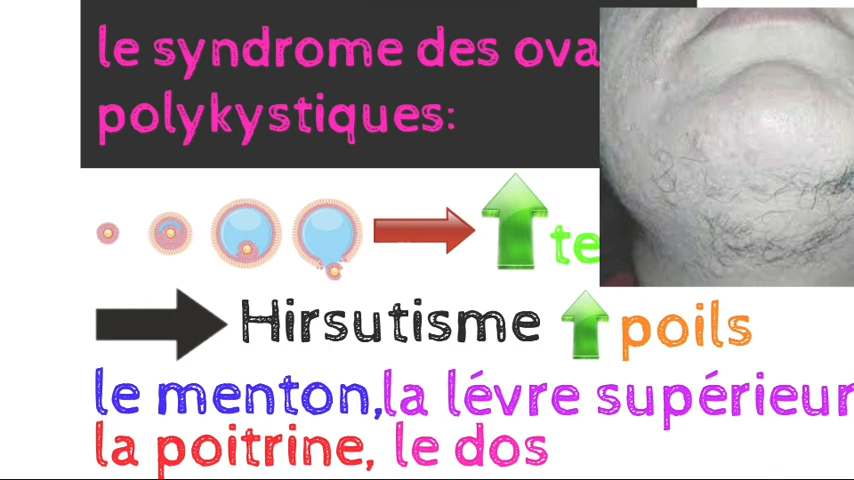 le syndrome des ova
polykystiques:
te
Hirsutisme poils
le menton,la lévre supérieur
la poitrine, le dos